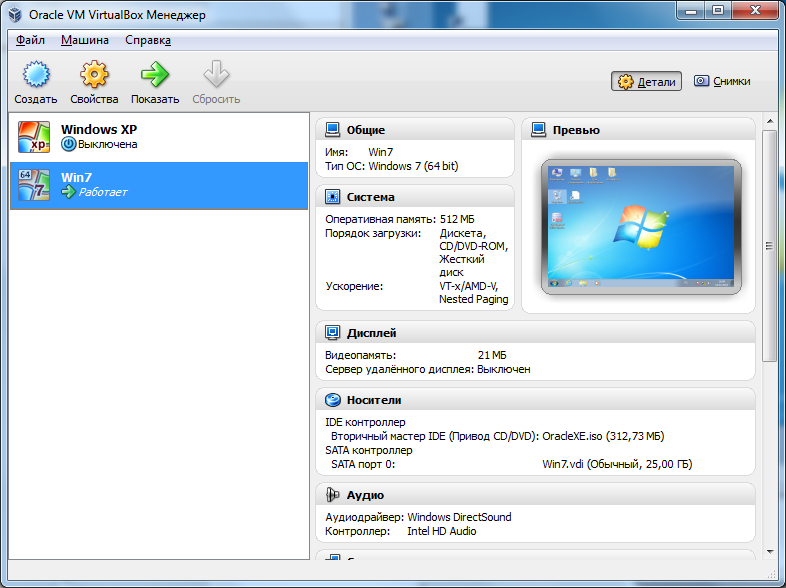 Oracle VM VirtualBox Менеджер
Файл Машина Справка
Создать Свойства Показать Сбросить
Детали Снимки
Windows XP
Выключена
64
Win7
Работает
Общие
Имя: Win7
Тип ОС: Windows 7 (64 bit)
Система
Оперативная память: 512 МБ
Порядок загрузки: Дискета,
CD/DVD-ROM,
Жесткий
диск
Ускорение: VT-x/AMD-V,
Nested Paging
Превью
Дисплей
Видеопамять: 21 МБ
Сервер удалённого дисплея: Выключен
Носители
IDE контроллер
Вторичный мастер IDE (Привод CD/DVD): OracleXE.iso (312,73 МБ)
SATA контроллер
SATA порт 0: Win7.vdi (Обычный, 25,00 ГБ)
Аудио
Аудиодрайвер: Windows DirectSound
Контроллер: Intel HD Audio